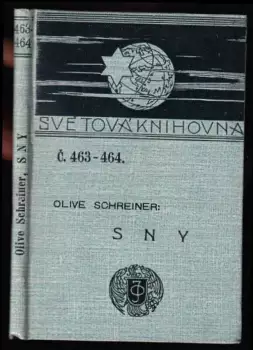 463-
464
Olive Schreiner, SNY
SVĚTOVÁ KNIHOVNA
Č. 463-464.
OLIVE SCHREINER:
SNY